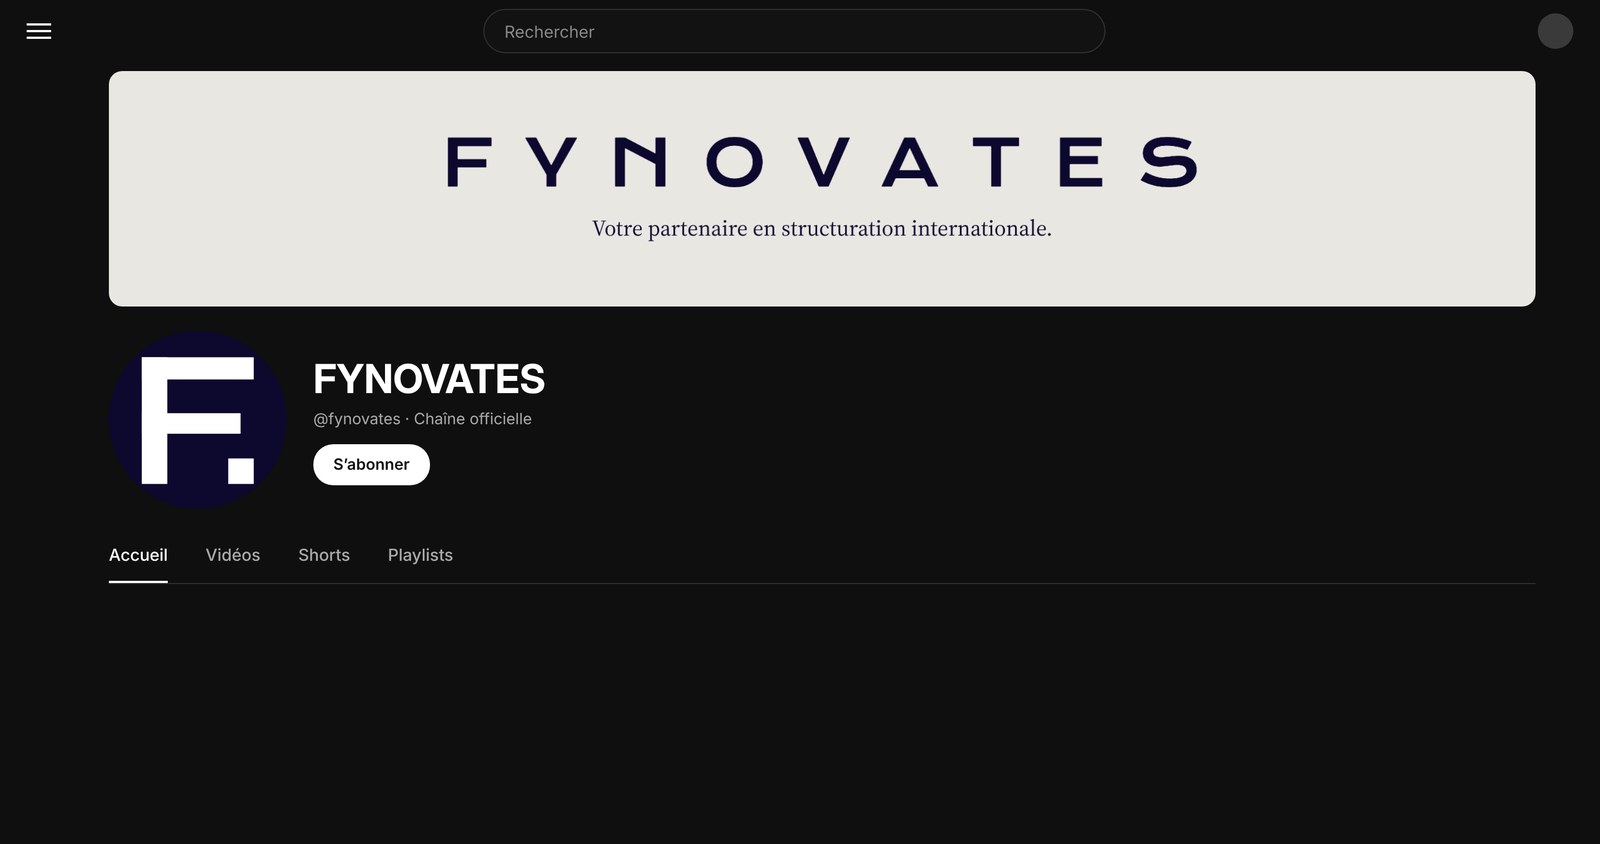 Rechercher
FYNOVATES
Votre partenaire en structuration internationale.
F.
FYNOVATES
@fynovates · Chaîne officielle
S’abonner
Accueil Vidéos Shorts Playlists